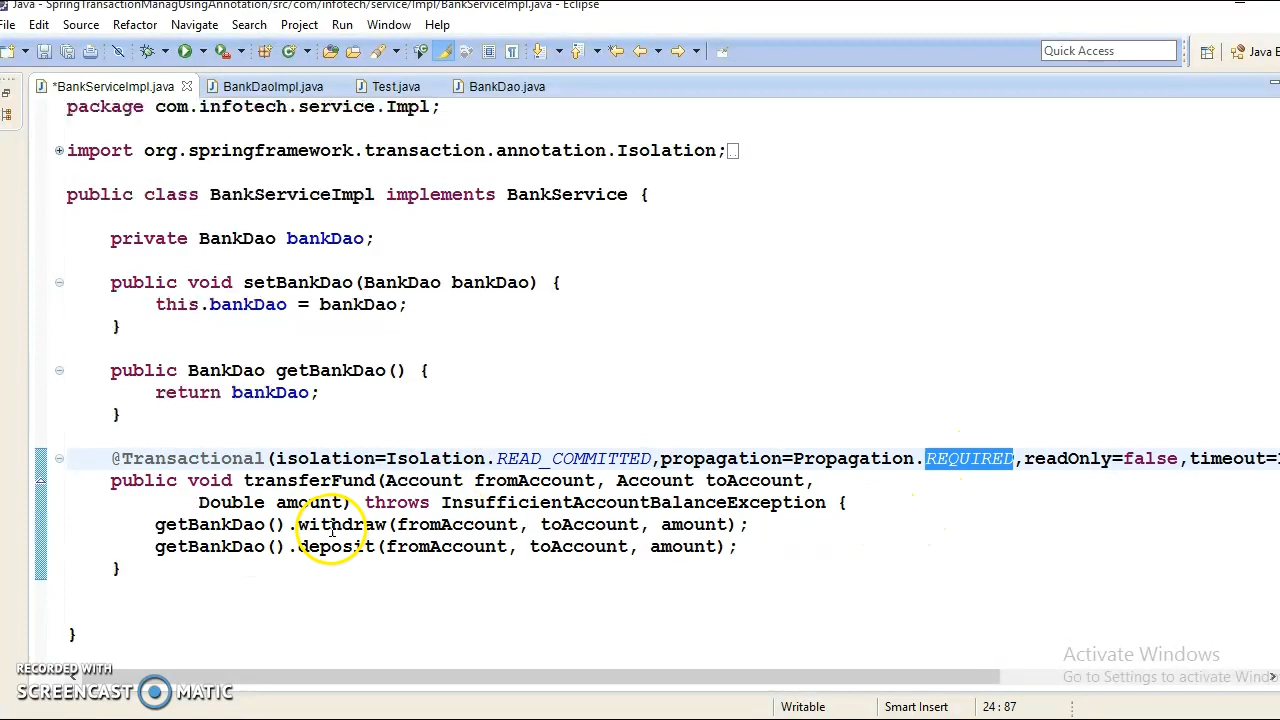 Java - SpringTransactionManagUsingAnnotation/src/com/infotech/service/Impl/BankServiceImpl.java - Eclipse
File Edit Source Refactor Navigate Search Project Run Window Help
Quick Access
Java E
*BankServiceImpl.java BankDaoImpl.java Test.java BankDao.java
package com.infotech.service.Impl;
import org.springframework.transaction.annotation.Isolation;
public class BankServiceImpl implements BankService {
private BankDao bankDao;
public void setBankDao(BankDao bankDao) {
this.bankDao = bankDao;
}
public BankDao getBankDao() {
return bankDao;
}
@Transactional(isolation=Isolation.READ_COMMITTED,propagation=Propagation.REQUIRED,readOnly=false,timeout=
public void transferFund(Account fromAccount, Account toAccount,
Double amount) throws InsufficientAccountBalanceException {
getBankDao().withdraw(fromAccount, toAccount, amount);
getBankDao().deposit(fromAccount, toAccount, amount);
}
}
Activate Windows
Go to Settings to activate Win
RECORDED WITH
SCREENCAST MATIC
Writable Smart Insert 24 : 87